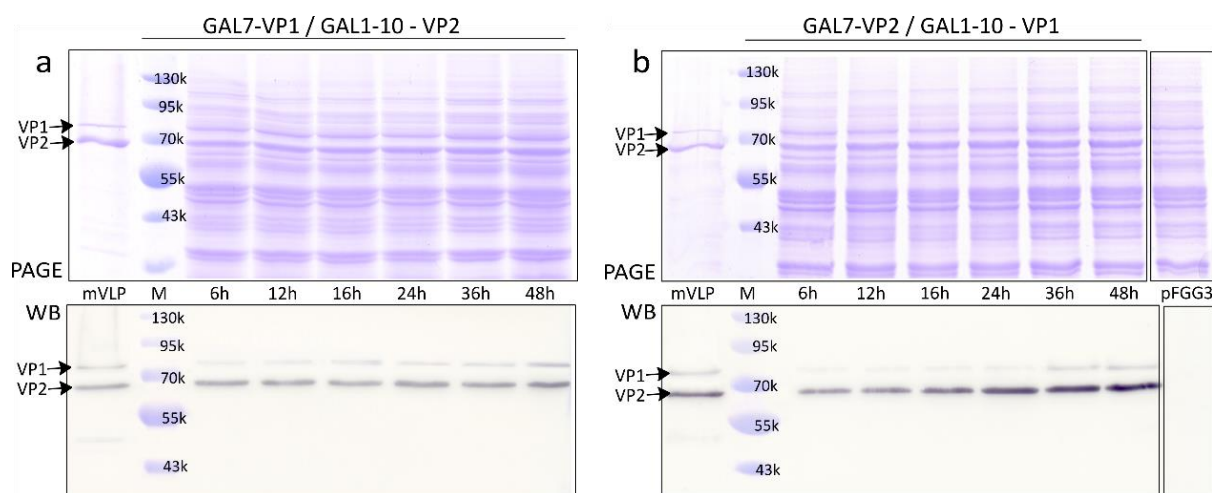 GAL7-VP1 / GAL1-10 - VP2
a
130k
95k
VP1
70k
VP2
55k
43k
PAGE
mVLP M 6h 12h 16h 24h 36h 48h
WB
130k
95k
VP1
70k
VP2
55k
43k
GAL7-VP2 / GAL1-10 - VP1
b
130k
95k
VP1
70k
VP2
55k
43k
PAGE
mVLP M 6h 12h 16h 24h 36h 48h pFGG3
WB
130k
95k
VP1
70k
VP2
55k
43k